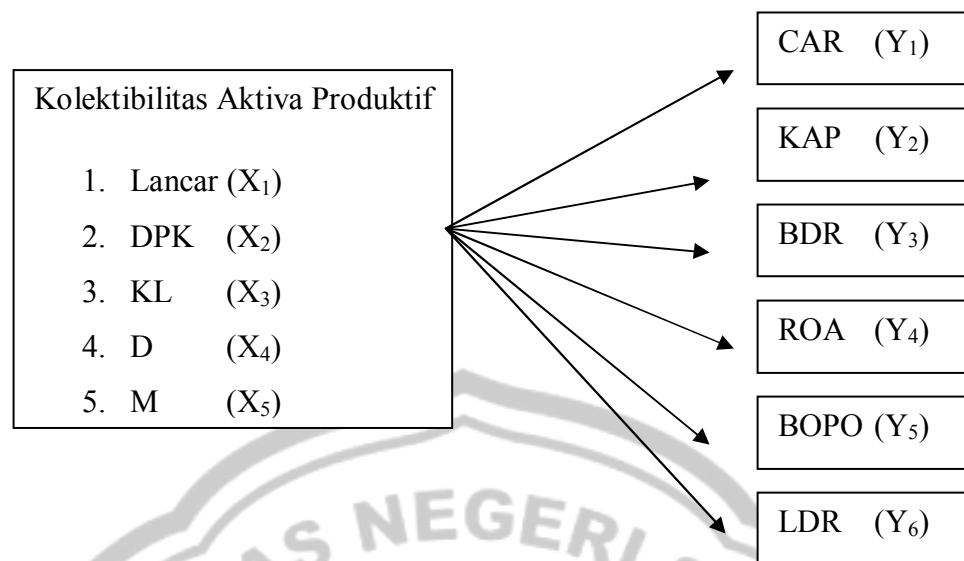 Kolektibilitas Aktiva Produktif
1. Lancar (X₁)
2. DPK (X₂)
3. KL (X₃)
4. D (X₄)
5. M (X₅)
CAR (Y₁)
KAP (Y₂)
BDR (Y₃)
ROA (Y₄)
BOPO (Y₅)
LDR (Y₆)
AS NEGERI